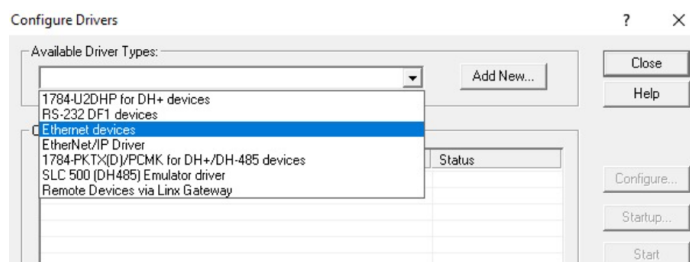 Configure Drivers ? ×
Available Driver Types:
Close
Add New...
Help
1784-U2DHP for DH+ devices
RS-232 DF1 devices
Ethernet devices
EtherNet/IP Driver
1784-PKTX(D)/PCMK for DH+/DH-485 devices
SLC 500 (DH485) Emulator driver
Remote Devices via Linx Gateway
Status
Configure...
Startup...
Start